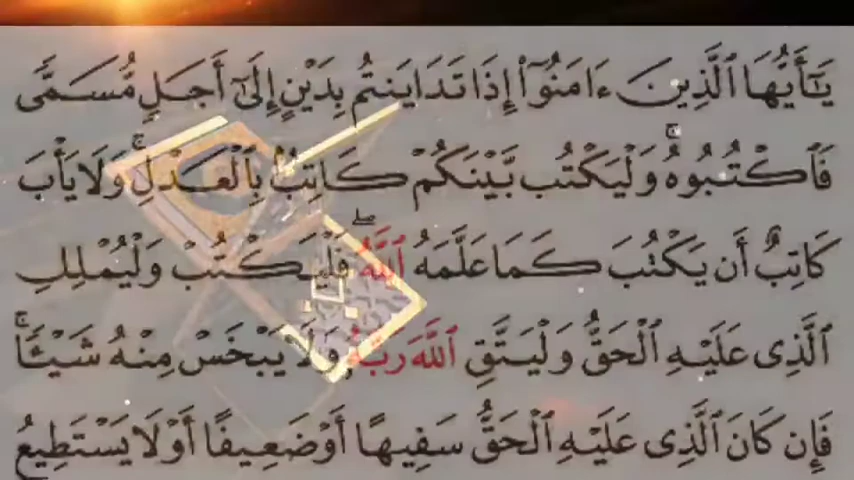 يَٰٓأَيُّهَا ٱلَّذِينَ ءَامَنُوٓا۟ إِذَا تَدَايَنتُم بِدَيْنٍ إِلَىٰٓ أَجَلٍ مُّسَمًّى
فَٱكْتُبُوهُ ۚ وَلْيَكْتُب بَّيْنَكُمْ كَاتِبٌۢ بِٱلْعَدْلِ ۚ وَلَا يَأْبَ
كَاتِبٌ أَن يَكْتُبَ كَمَا عَلَّمَهُ ٱللَّهُ ۖ فَلْيَكْتُبْ وَلْيُمْلِلِ
ٱلَّذِى عَلَيْهِ ٱلْحَقُّ وَلْيَتَّقِ ٱللَّهَ رَبَّهُۥ وَلَا يَبْخَسْ مِنْهُ شَيْـًٔا ۚ
فَإِن كَانَ ٱلَّذِى عَلَيْهِ ٱلْحَقُّ سَفِيهًا أَوْ ضَعِيفًا أَوْ لَا يَسْتَطِيعُ